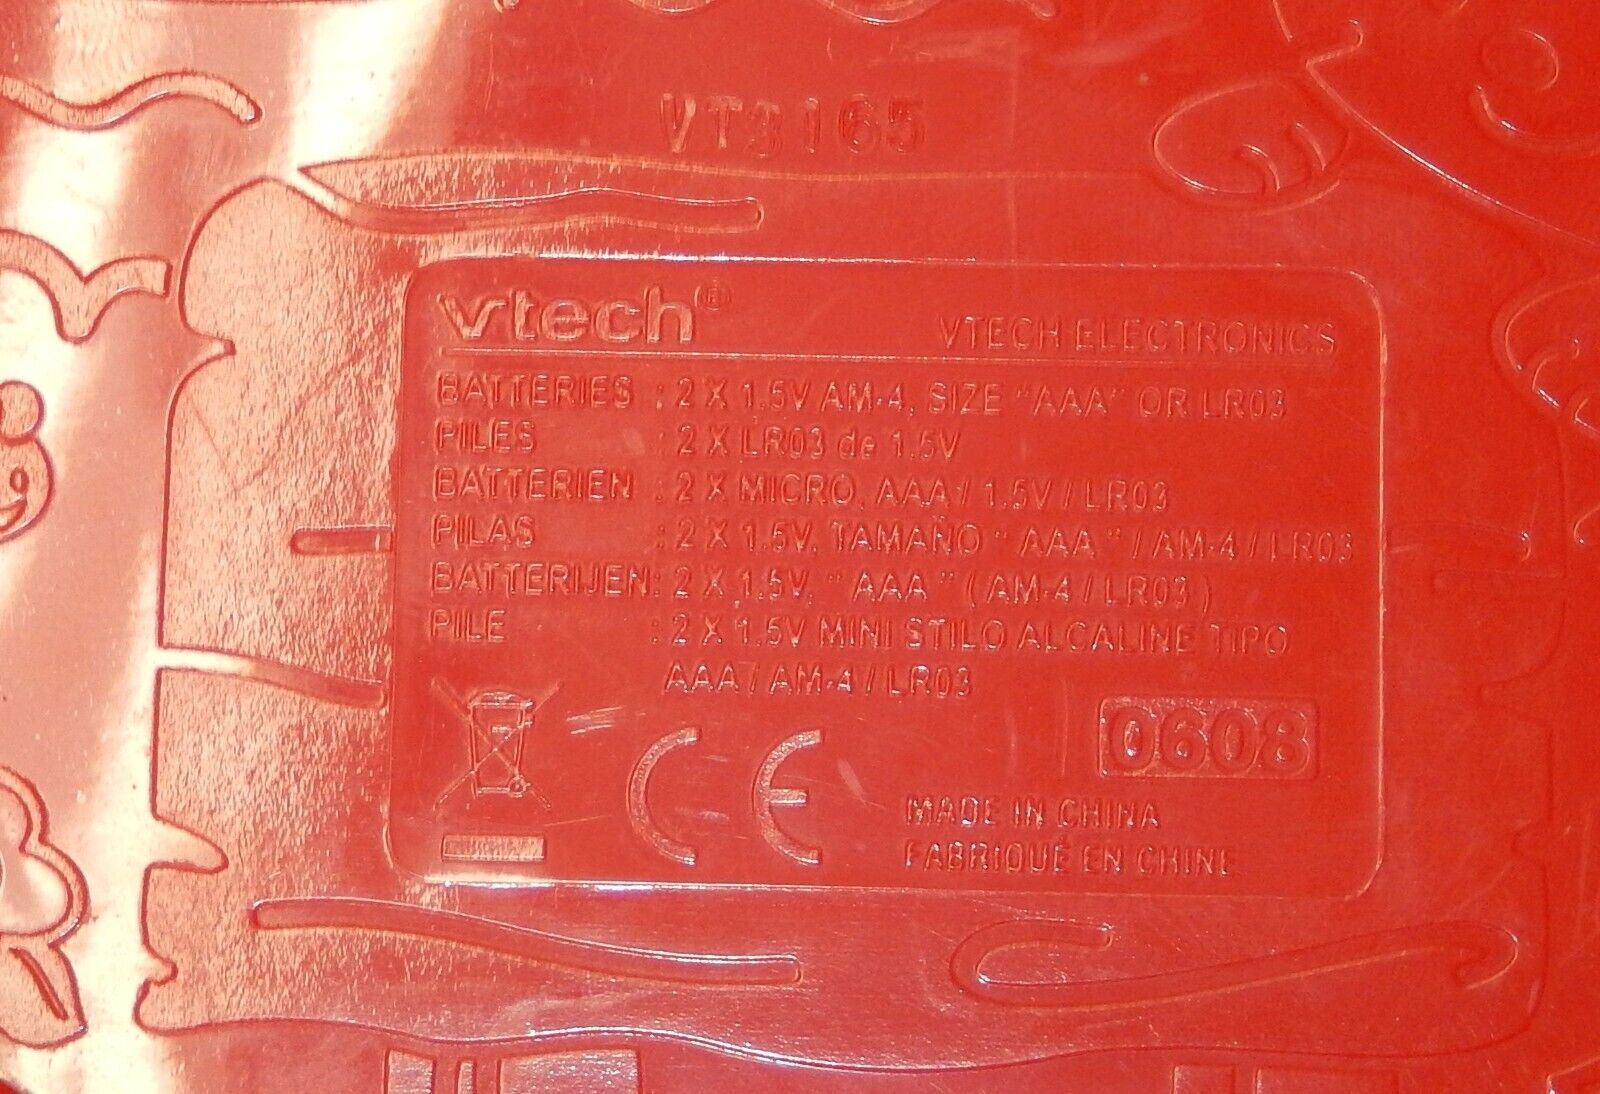 VT3165
vtech®
VTECH ELECTRONICS
BATTERIES : 2 X 1.5V AM-4, SIZE "AAA" OR LR03
PILES : 2 X LR03 de 1.5V
BATTERIEN : 2 X MICRO, AAA / 1.5V / LR03
PILAS : 2 X 1.5V, TAMAÑO " AAA " / AM-4 / LR03
BATTERIJEN: 2 X 1.5V, " AAA " ( AM-4 / LR03 )
PILE : 2 X 1.5V MINI STILO ALCALINE TIPO
AAA / AM-4 / LR03
0608
CE
MADE IN CHINA
FABRIQUÉ EN CHINE